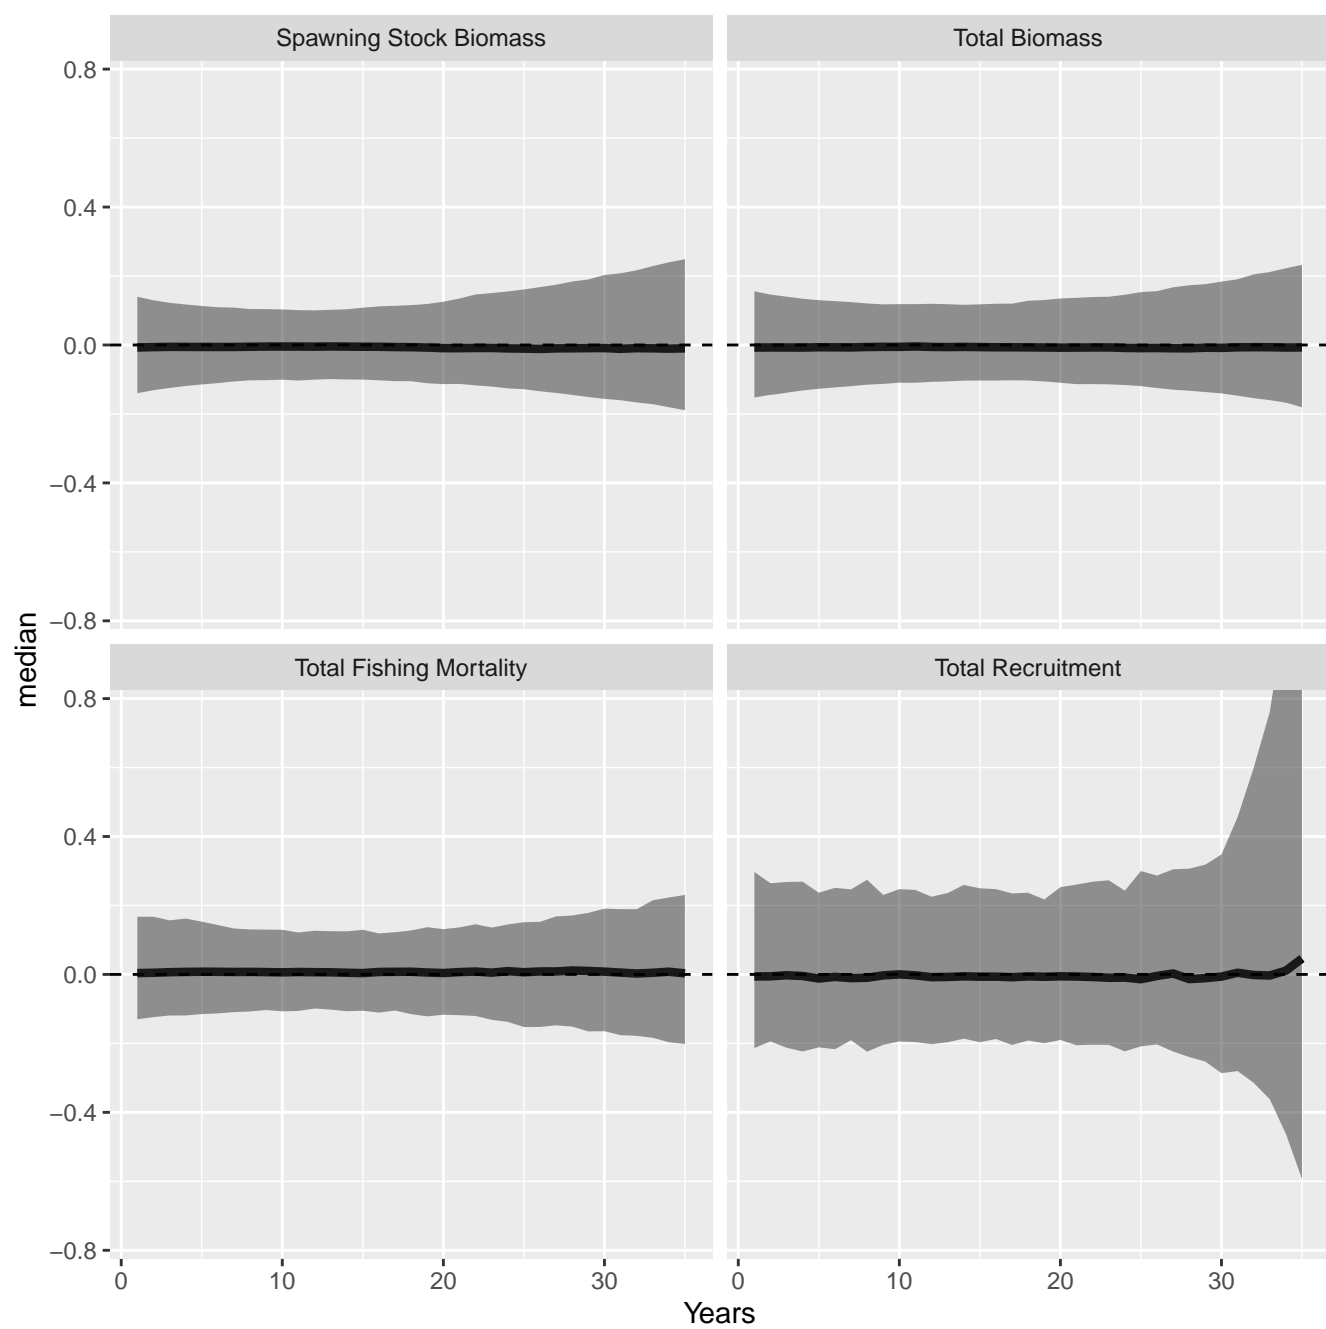 Spawning Stock Biomass
Total Biomass
0.8
0.4
0.0
−0.4
−0.8
median
Total Fishing Mortality
Total Recruitment
0.8
0.4
0.0
−0.4
−0.8
0 10 20 30
0 10 20 30
Years